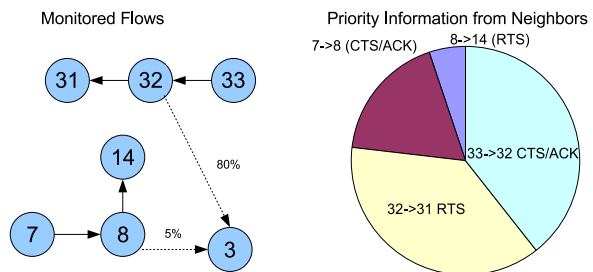 Monitored Flows
31
32
33
14
80%
7
8
5%
3
Priority Information from Neighbors
7->8 (CTS/ACK)
8->14 (RTS)
33->32 CTS/ACK
32->31 RTS